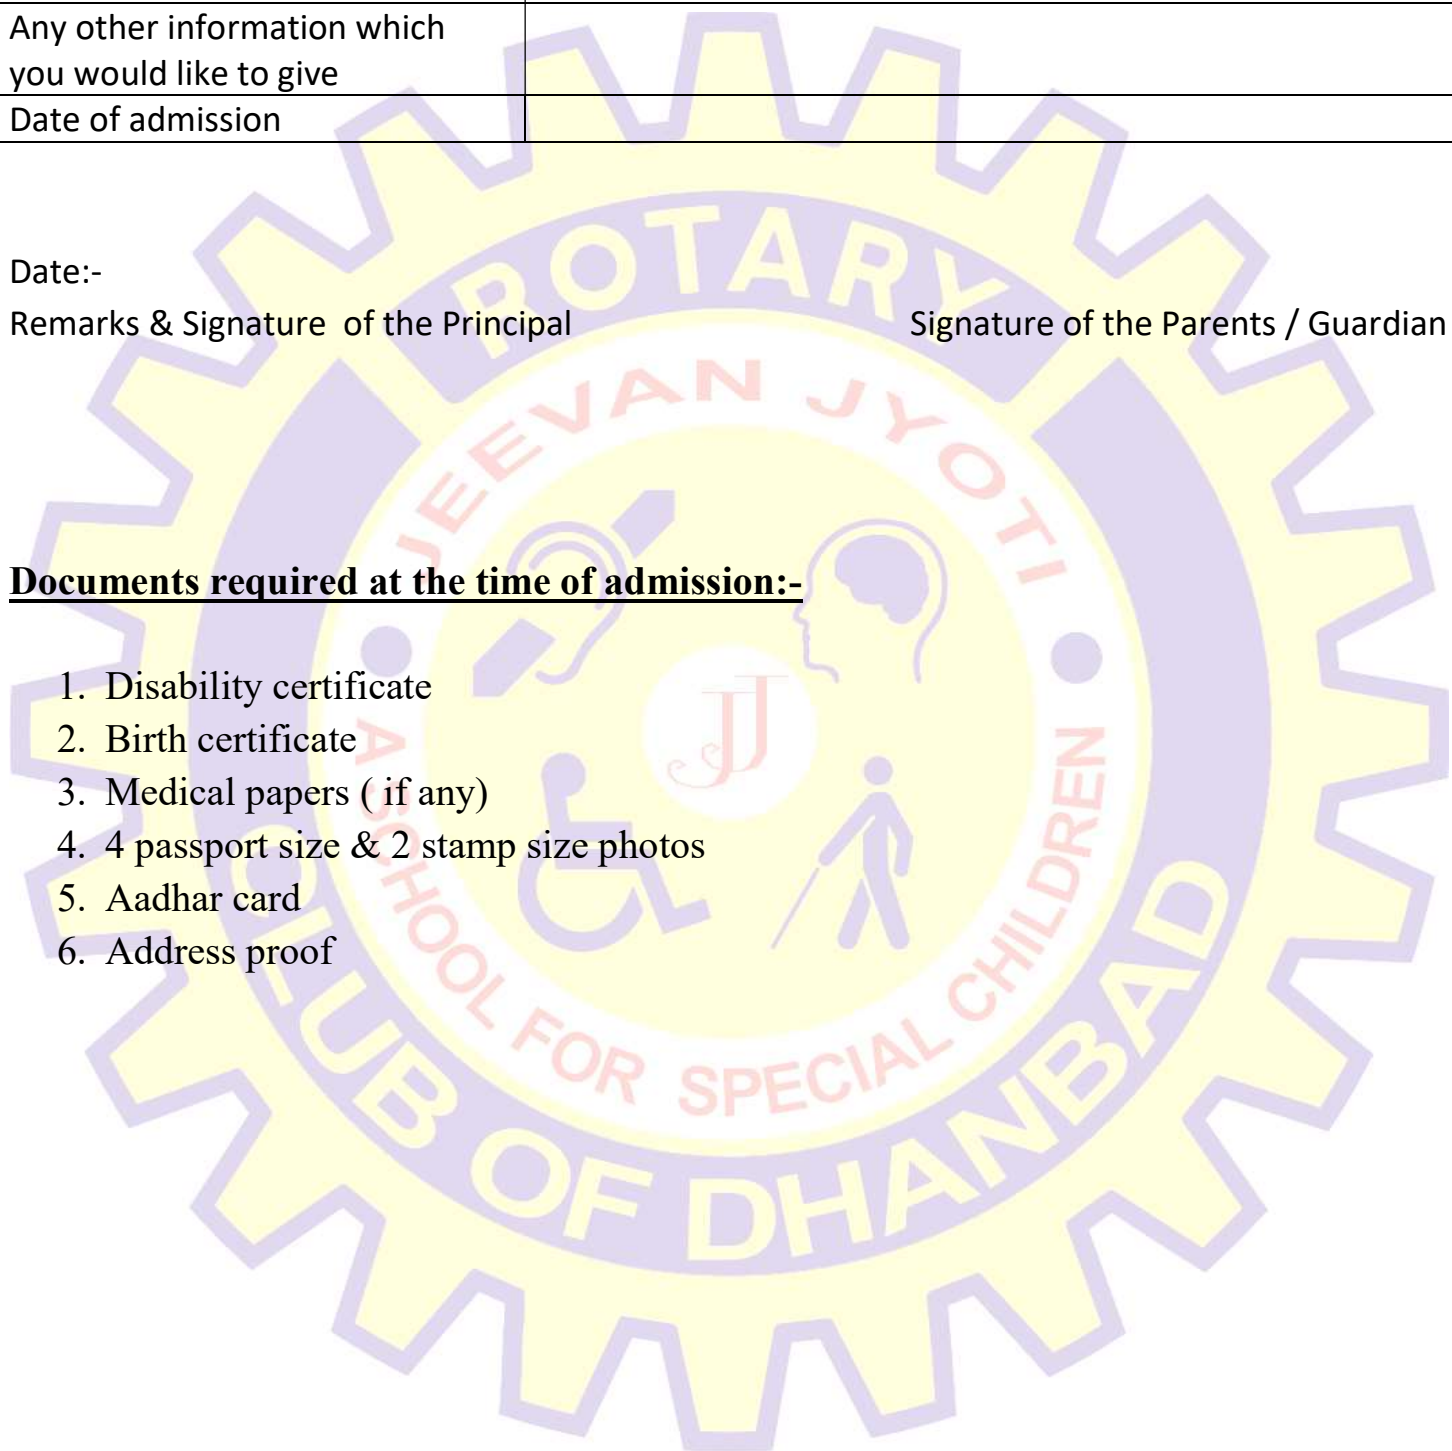 Any other information which
you would like to give
Date of admission
Date:-
Remarks & Signature of the Principal Signature of the Parents / Guardian
ROTARY
JEEVAN JYOTI
Documents required at the time of admission:-
1. Disability certificate
2. Birth certificate
3. Medical papers ( if any)
4. 4 passport size & 2 stamp size photos
5. Aadhar card
6. Address proof
JJ
A SCHOOL FOR SPECIAL CHILDREN
CLUB OF DHANBAD